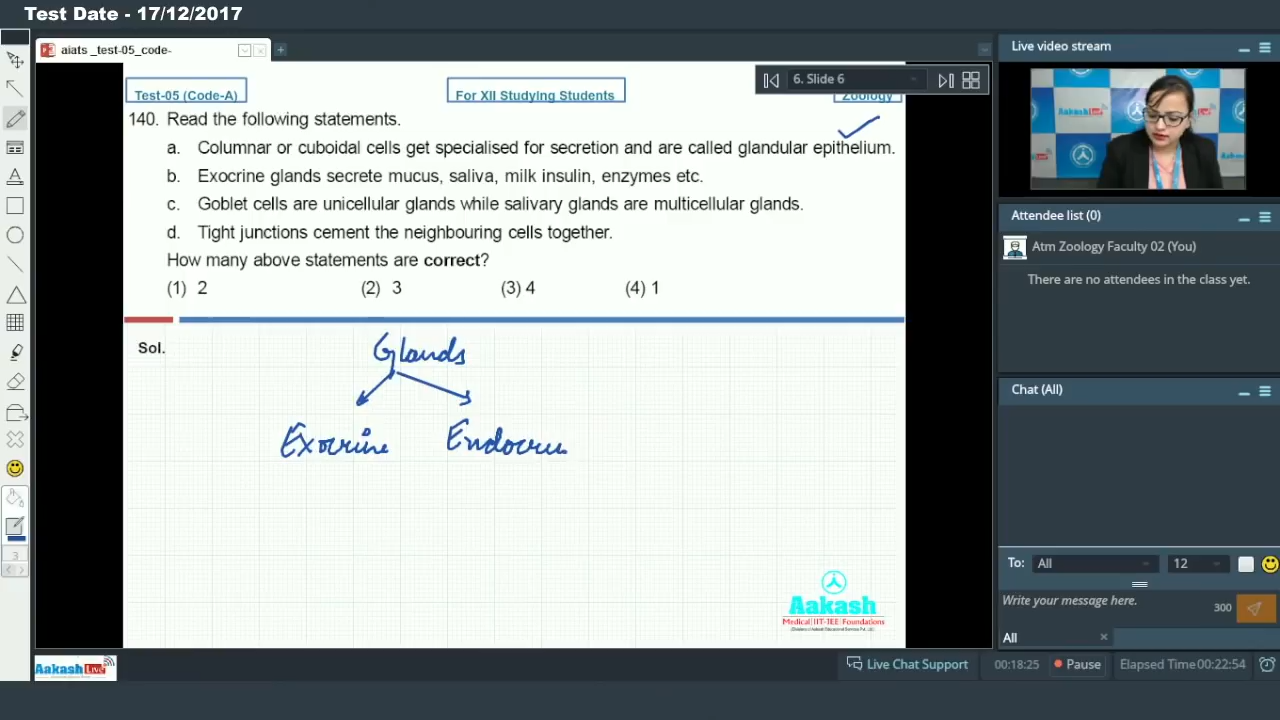 Test Date - 17/12/2017
aiats _test-05_code-
Live video stream
6. Slide 6
Test-05 (Code-A)
For XII Studying Students
Zoology
140. Read the following statements.
a. Columnar or cuboidal cells get specialised for secretion and are called glandular epithelium.
b. Exocrine glands secrete mucus, saliva, milk insulin, enzymes etc.
c. Goblet cells are unicellular glands while salivary glands are multicellular glands.
d. Tight junctions cement the neighbouring cells together.
How many above statements are correct?
(1) 2 (2) 3 (3) 4 (4) 1
Sol.
Glands
Exocrine Endocrin
Aakash
Medical|IIT-JEE|Foundations
Attendee list (0)
Atm Zoology Faculty 02 (You)
There are no attendees in the class yet.
Chat (All)
To: All 12
Write your message here.
300
All
3
Aakash Live
Live Chat Support
00:18:25
Pause
Elapsed Time 00:22:54